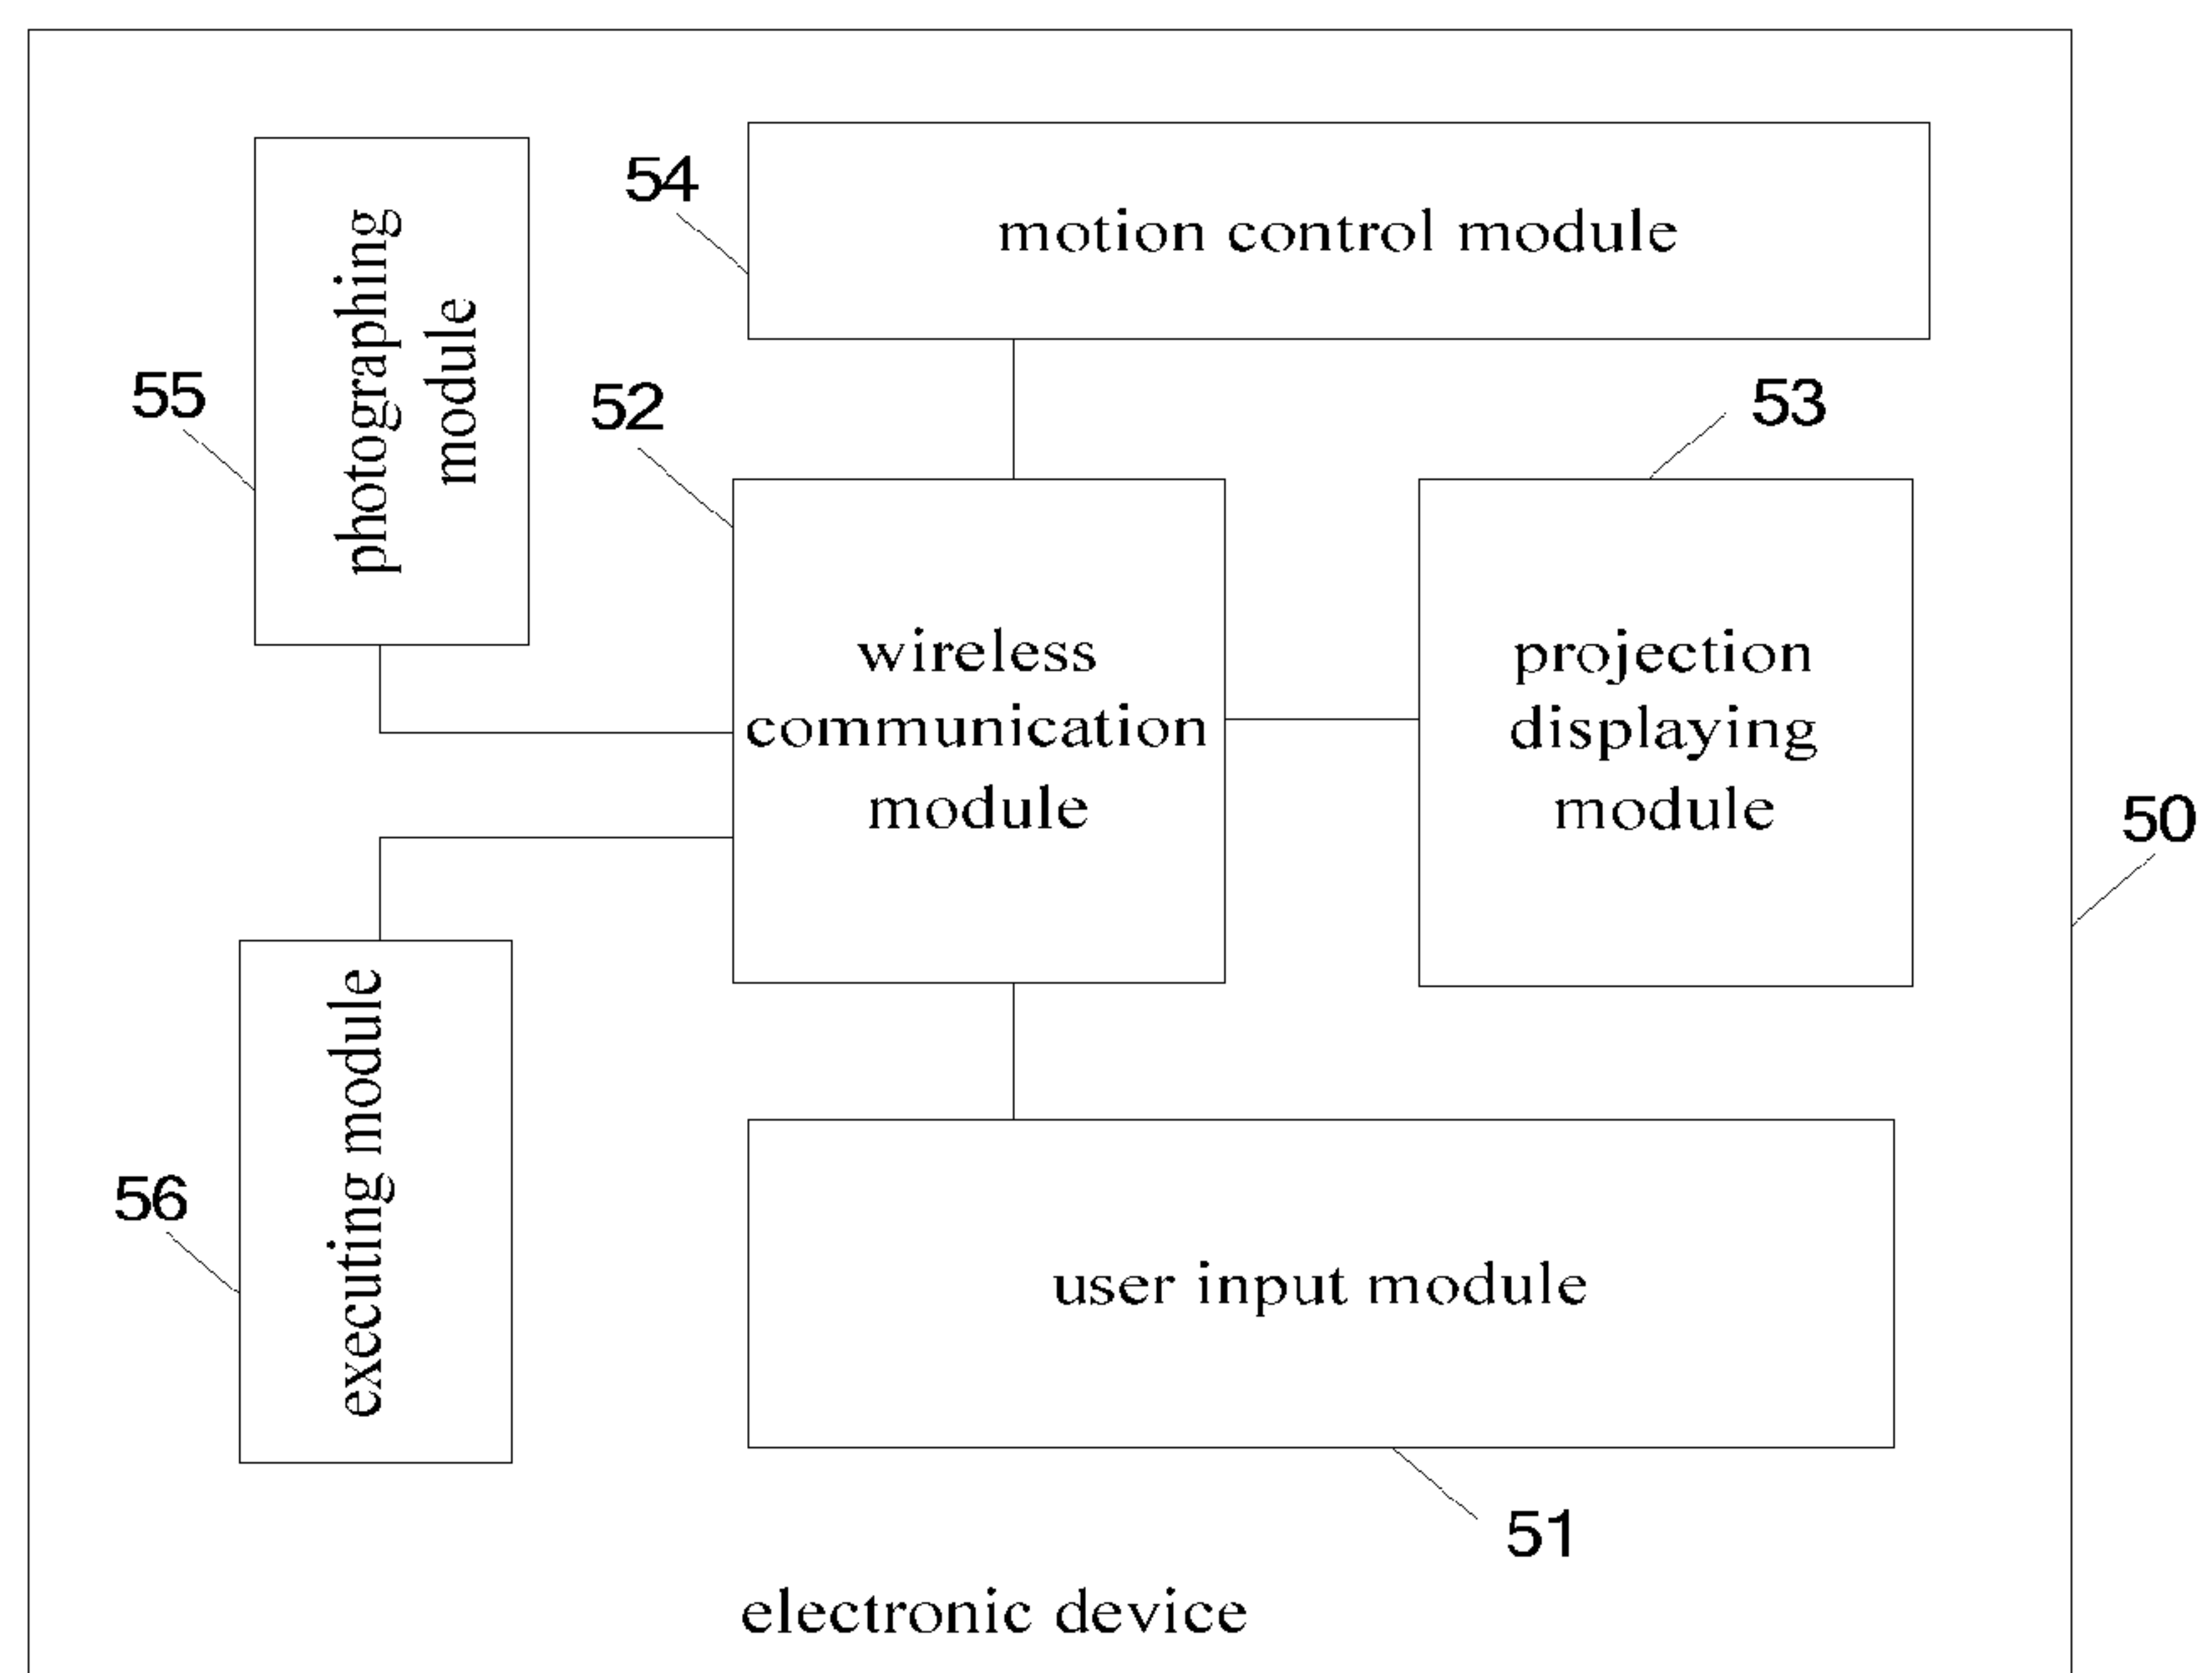 54
motion control module
photographing
module
55
52
53
wireless
communication
module
projection
displaying
module
50
executing module
56
user input module
51
electronic device